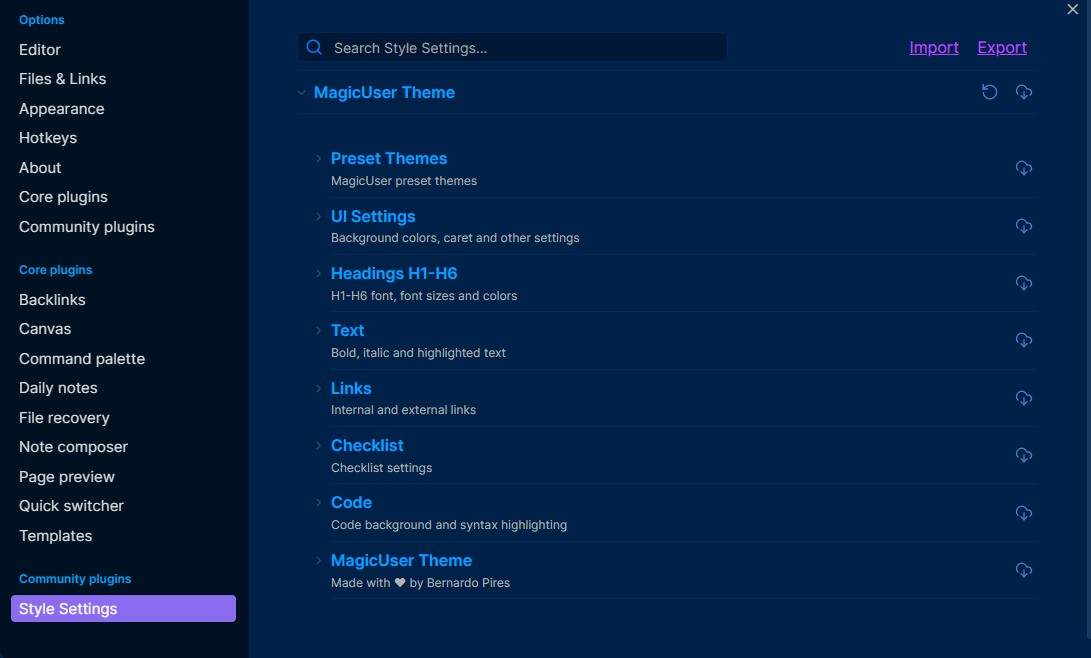 Options
Editor
Files & Links
Appearance
Hotkeys
About
Core plugins
Community plugins
Core plugins
Backlinks
Canvas
Command palette
Daily notes
File recovery
Note composer
Page preview
Quick switcher
Templates
Community plugins
Style Settings
Search Style Settings...
Import Export
MagicUser Theme
Preset Themes
MagicUser preset themes
UI Settings
Background colors, caret and other settings
Headings H1-H6
H1-H6 font, font sizes and colors
Text
Bold, italic and highlighted text
Links
Internal and external links
Checklist
Checklist settings
Code
Code background and syntax highlighting
MagicUser Theme
Made with ❤ by Bernardo Pires